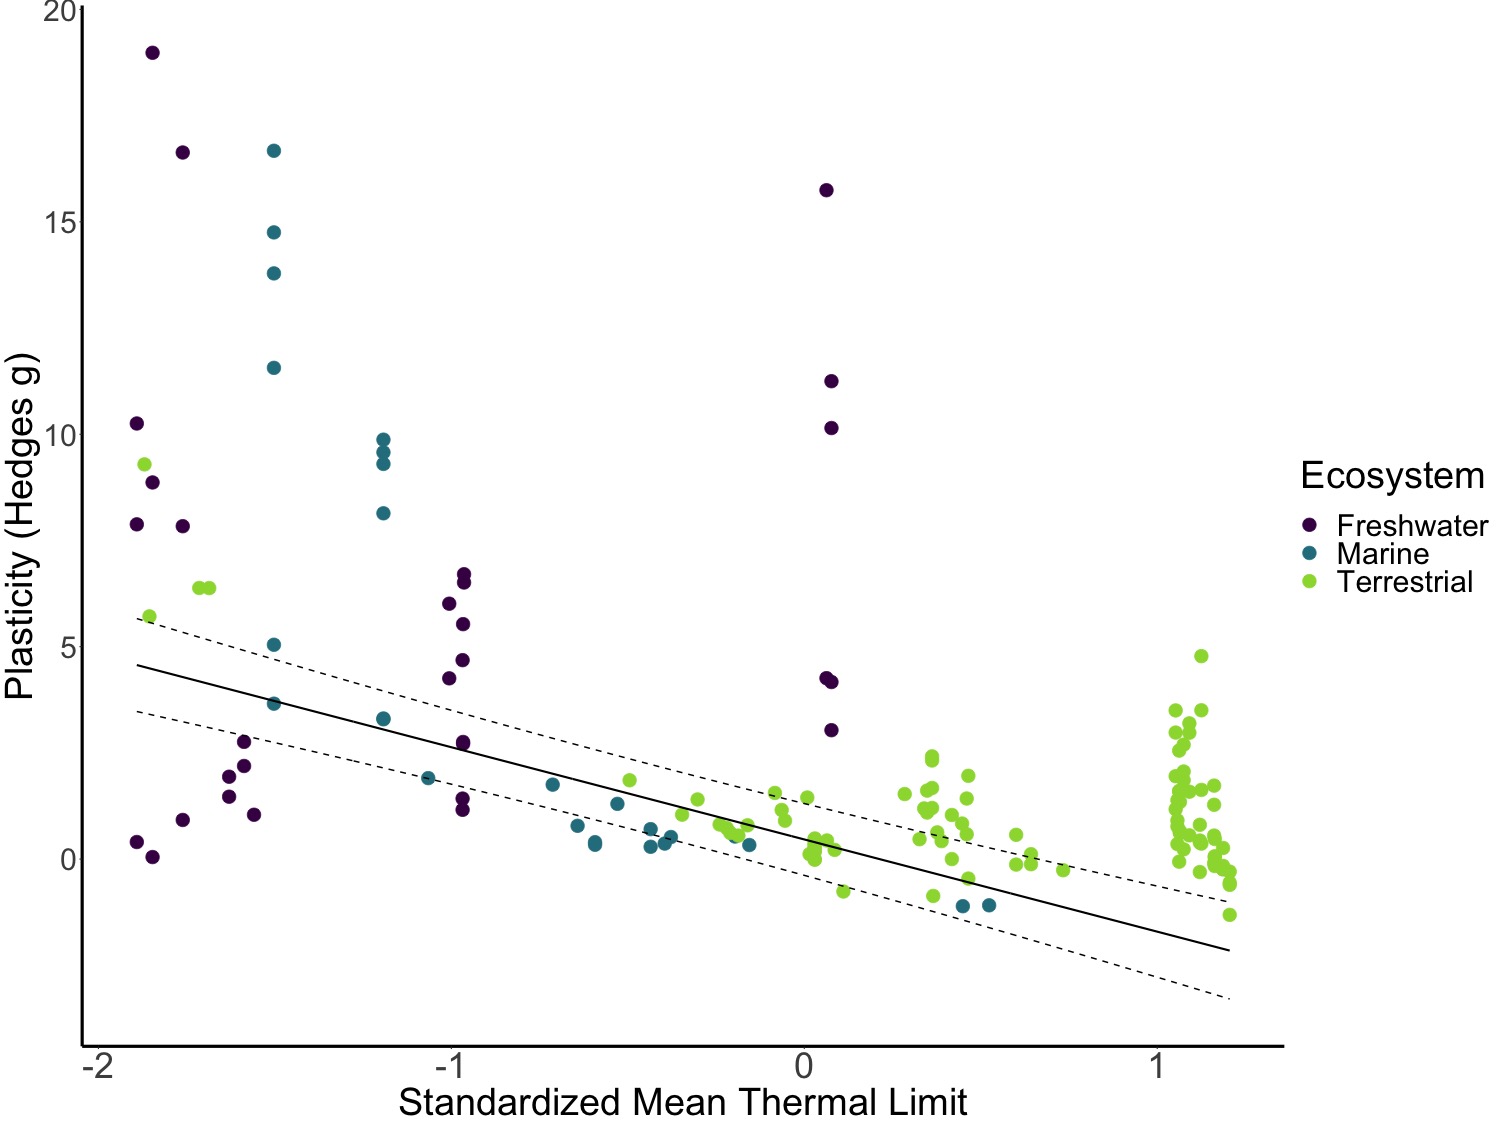 20
15
10
5
0
-2
-1
0
1
Plasticity (Hedges g)
Standardized Mean Thermal Limit
Ecosystem
Freshwater
Marine
Terrestrial